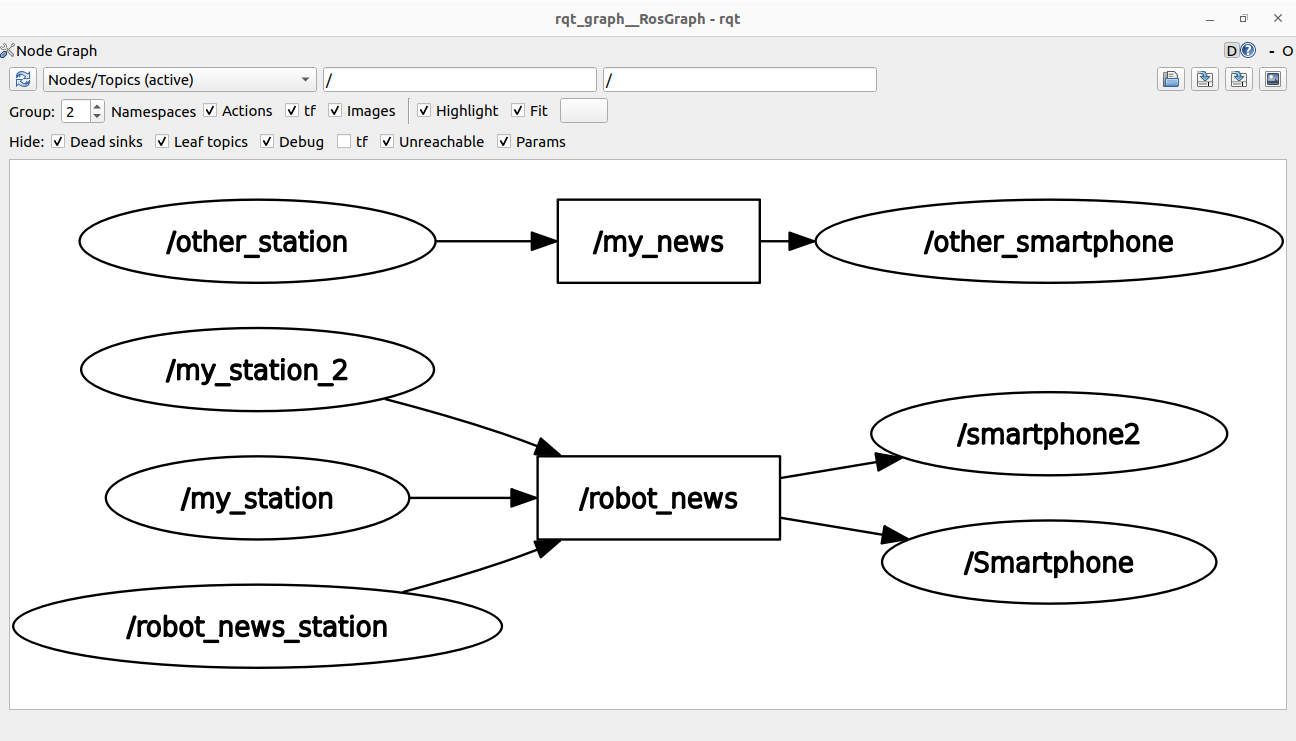 rqt_graph__RosGraph - rqt
Node Graph D ? - O
Nodes/Topics (active) / /
Group: 2 Namespaces Actions tf Images Highlight Fit
Hide: Dead sinks Leaf topics Debug tf Unreachable Params
/other_station /my_news /other_smartphone
/my_station_2
/smartphone2
/my_station /robot_news
/Smartphone
/robot_news_station